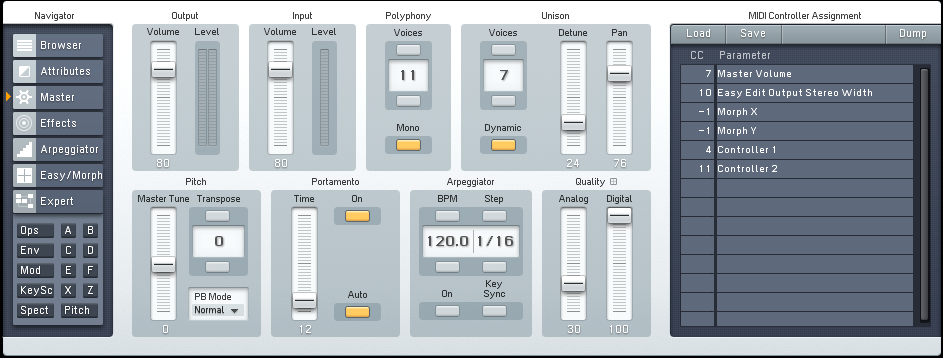 Navigator
Browser
Attributes
Master
Effects
Arpeggiator
Easy/Morph
Expert
Ops A B
Env C D
Mod E F
KeySc X Z
Spect Pitch
Output
Volume Level
80
Input
Volume Level
80
Polyphony
Voices
11
Mono
Unison
Voices Detune Pan
7
Dynamic
24 76
Pitch
Master Tune Transpose
0
PB Mode
Normal
0
Portamento
Time On
Auto
12
Arpeggiator
BPM Step
120.0 1/16
On Key
Sync
Quality
Analog Digital
30 100
MIDI Controller Assignment
Load Save Dump
CC Parameter
7 Master Volume
10 Easy Edit Output Stereo Width
-1 Morph X
-1 Morph Y
4 Controller 1
11 Controller 2